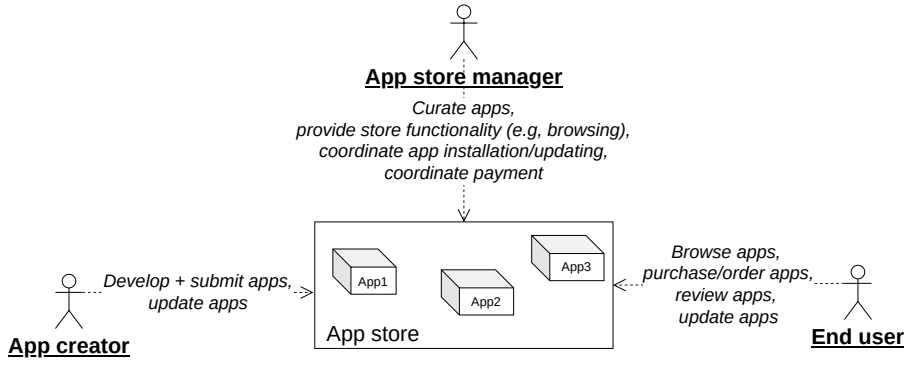 App store manager
Curate apps,
provide store functionality (e.g, browsing),
coordinate app installation/updating,
coordinate payment
App1
App2
App3
App store
Develop + submit apps,
update apps
App creator
Browse apps,
purchase/order apps,
review apps,
update apps
End user